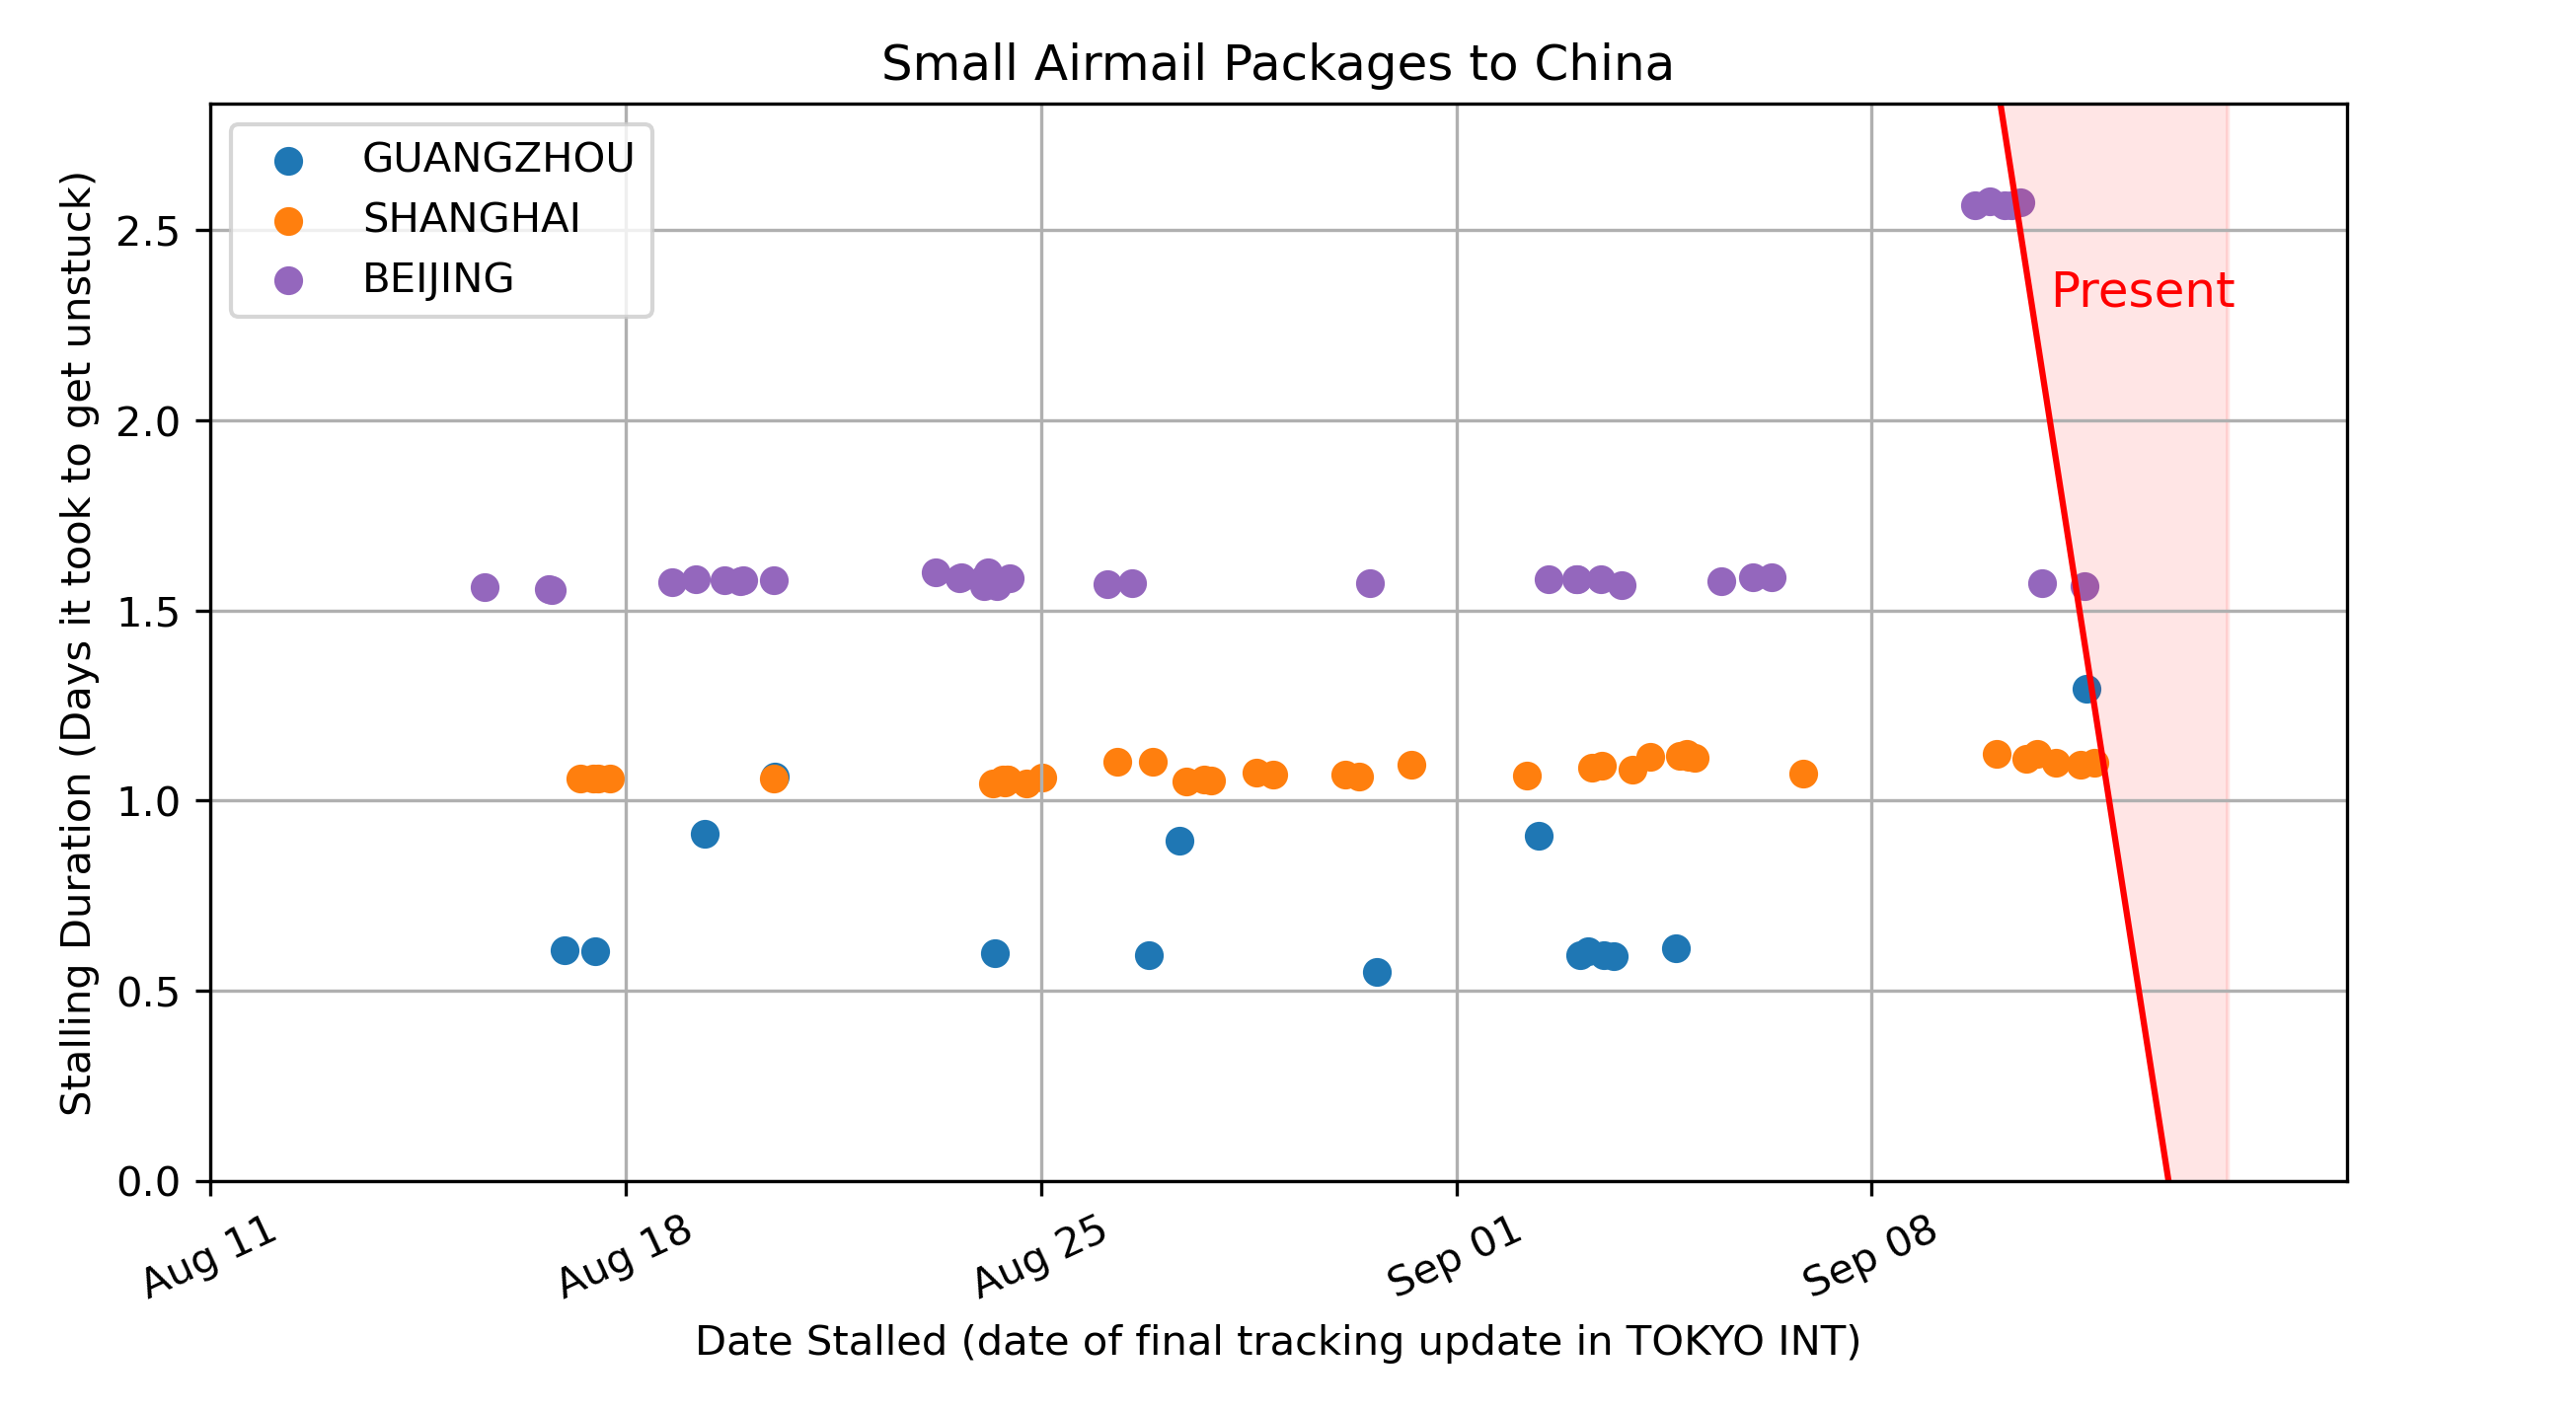 Small Airmail Packages to China
GUANGZHOU
SHANGHAI
BEIJING
Present
Stalling Duration (Days it took to get unstuck)
2.5
2.0
1.5
1.0
0.5
0.0
Aug 11
Aug 18
Aug 25
Sep 01
Sep 08
Date Stalled (date of final tracking update in TOKYO INT)